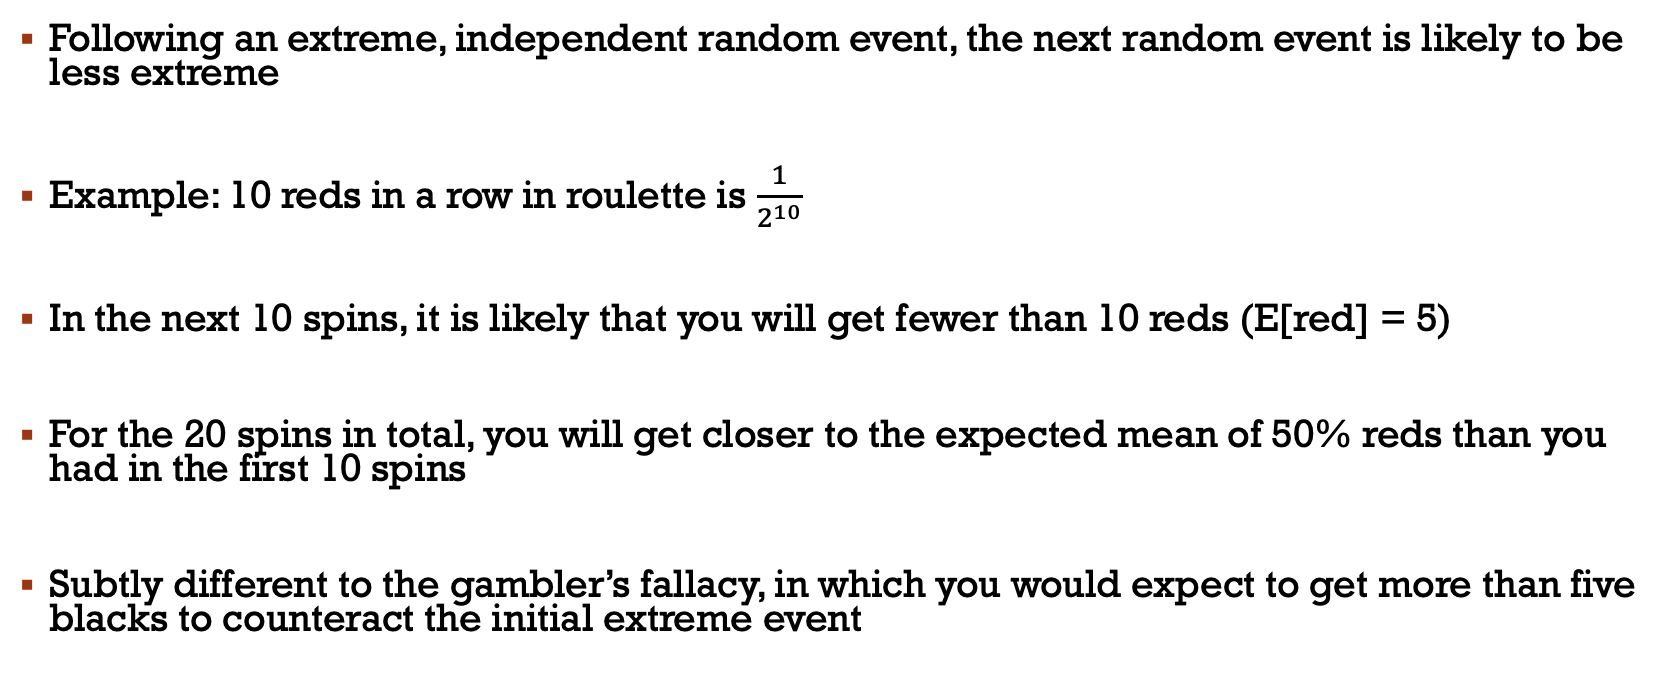 ▪ Following an extreme, independent random event, the next random event is likely to be
less extreme
▪ Example: 10 reds in a row in roulette is 1/2¹⁰
▪ In the next 10 spins, it is likely that you will get fewer than 10 reds (E[red] = 5)
▪ For the 20 spins in total, you will get closer to the expected mean of 50% reds than you
had in the first 10 spins
▪ Subtly different to the gambler’s fallacy, in which you would expect to get more than five
blacks to counteract the initial extreme event